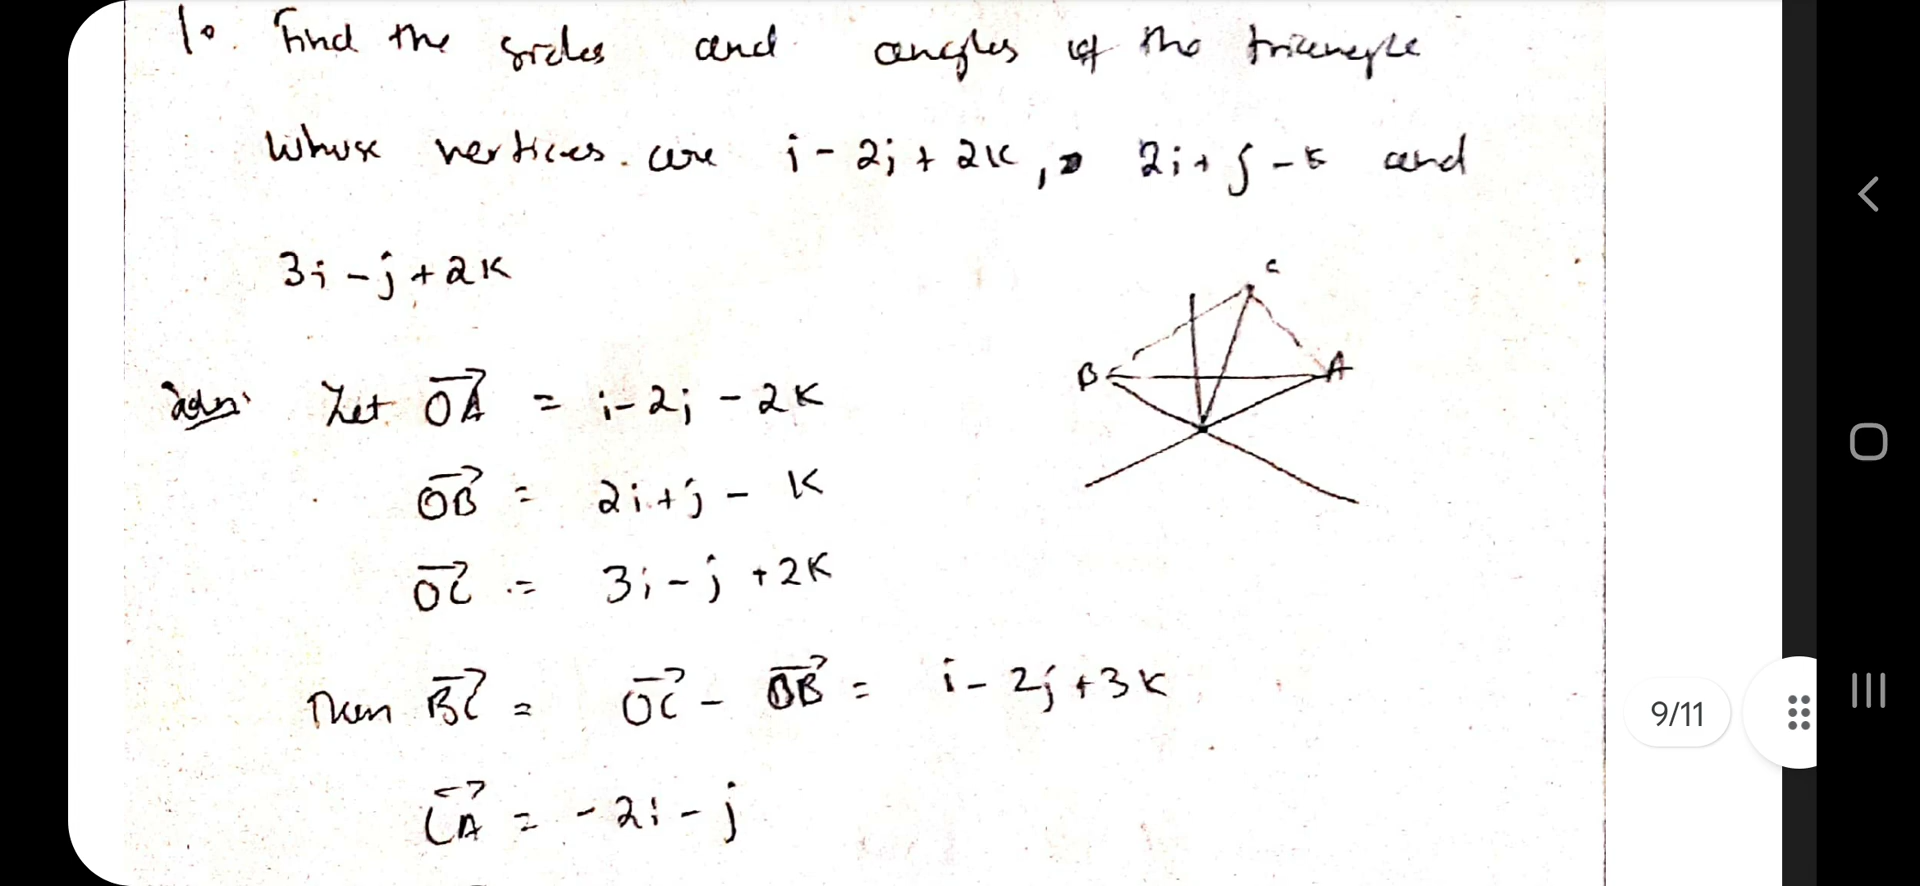 10. Find the sides and angles of the triangle
whose vertices are i - 2j + 2k, 2i + j - k and
3i - j + 2k
C
B A
Soln. Let OA = i - 2j - 2k
OB = 2i + j - k
OC = 3i - j + 2k
Then BC = OC - OB = i - 2j + 3k
9/11
CA = -2i - j